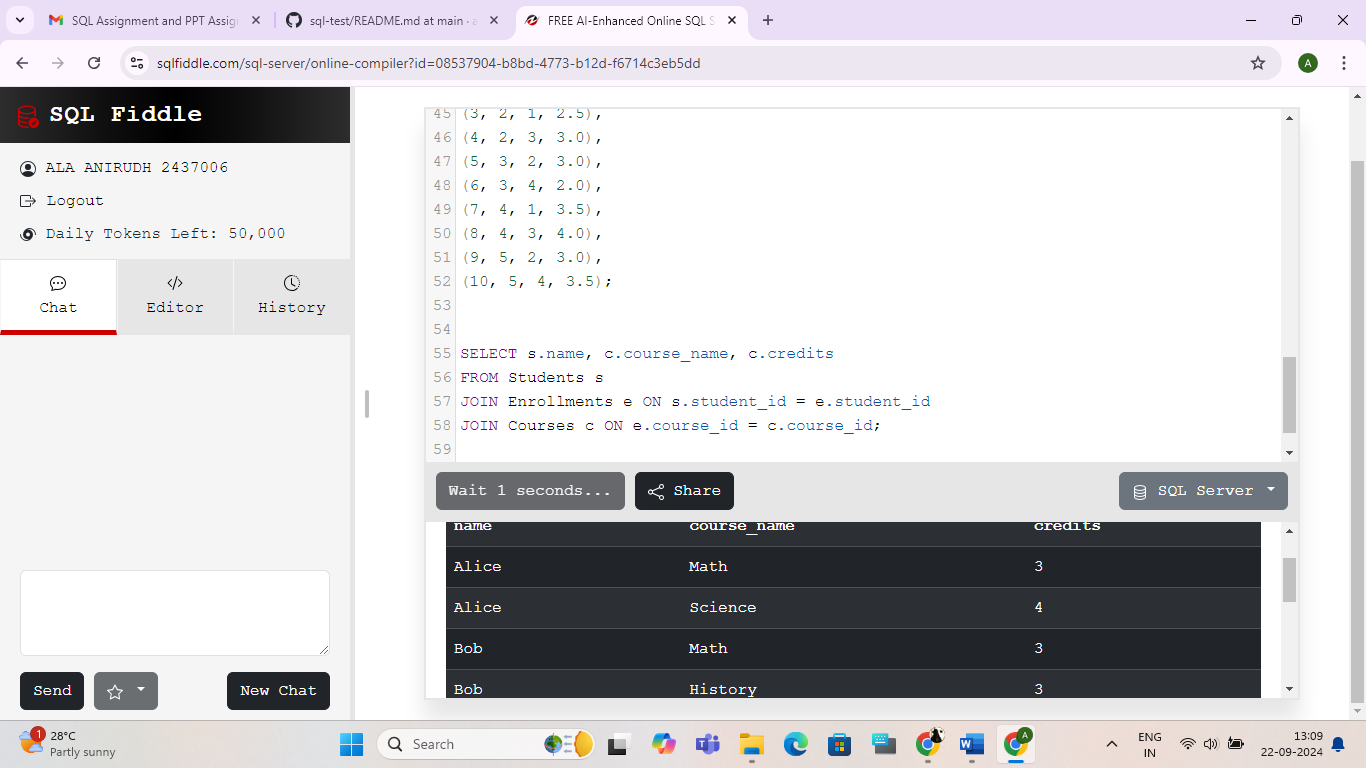 SQL Assignment and PPT Assig
sql-test/README.md at main · a
FREE AI-Enhanced Online SQL S
sqlfiddle.com/sql-server/online-compiler?id=08537904-b8bd-4773-b12d-f6714c3eb5dd
A
SQL Fiddle
ALA ANIRUDH 2437006
Logout
Daily Tokens Left: 50,000
Chat
Editor
History
Send
New Chat
45 (3, 2, 1, 2.5),
46 (4, 2, 3, 3.0),
47 (5, 3, 2, 3.0),
48 (6, 3, 4, 2.0),
49 (7, 4, 1, 3.5),
50 (8, 4, 3, 4.0),
51 (9, 5, 2, 3.0),
52 (10, 5, 4, 3.5);
53
54
55 SELECT s.name, c.course_name, c.credits
56 FROM Students s
57 JOIN Enrollments e ON s.student_id = e.student_id
58 JOIN Courses c ON e.course_id = c.course_id;
59
Wait 1 seconds...
Share
SQL Server
name course_name credits
Alice Math 3
Alice Science 4
Bob Math 3
Bob History 3
1
28°C
Partly sunny
Search
A
ENG
IN
13:09
22-09-2024